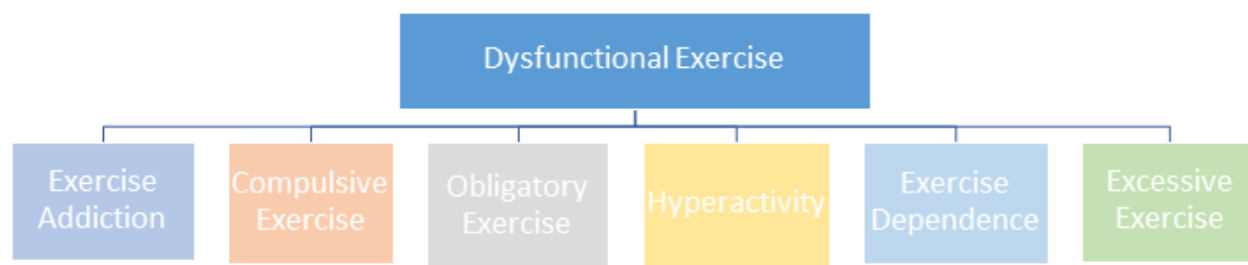 Dysfunctional Exercise
Exercise
Addiction
Compulsive
Exercise
Obligatory
Exercise
Hyperactivity
Exercise
Dependence
Excessive
Exercise